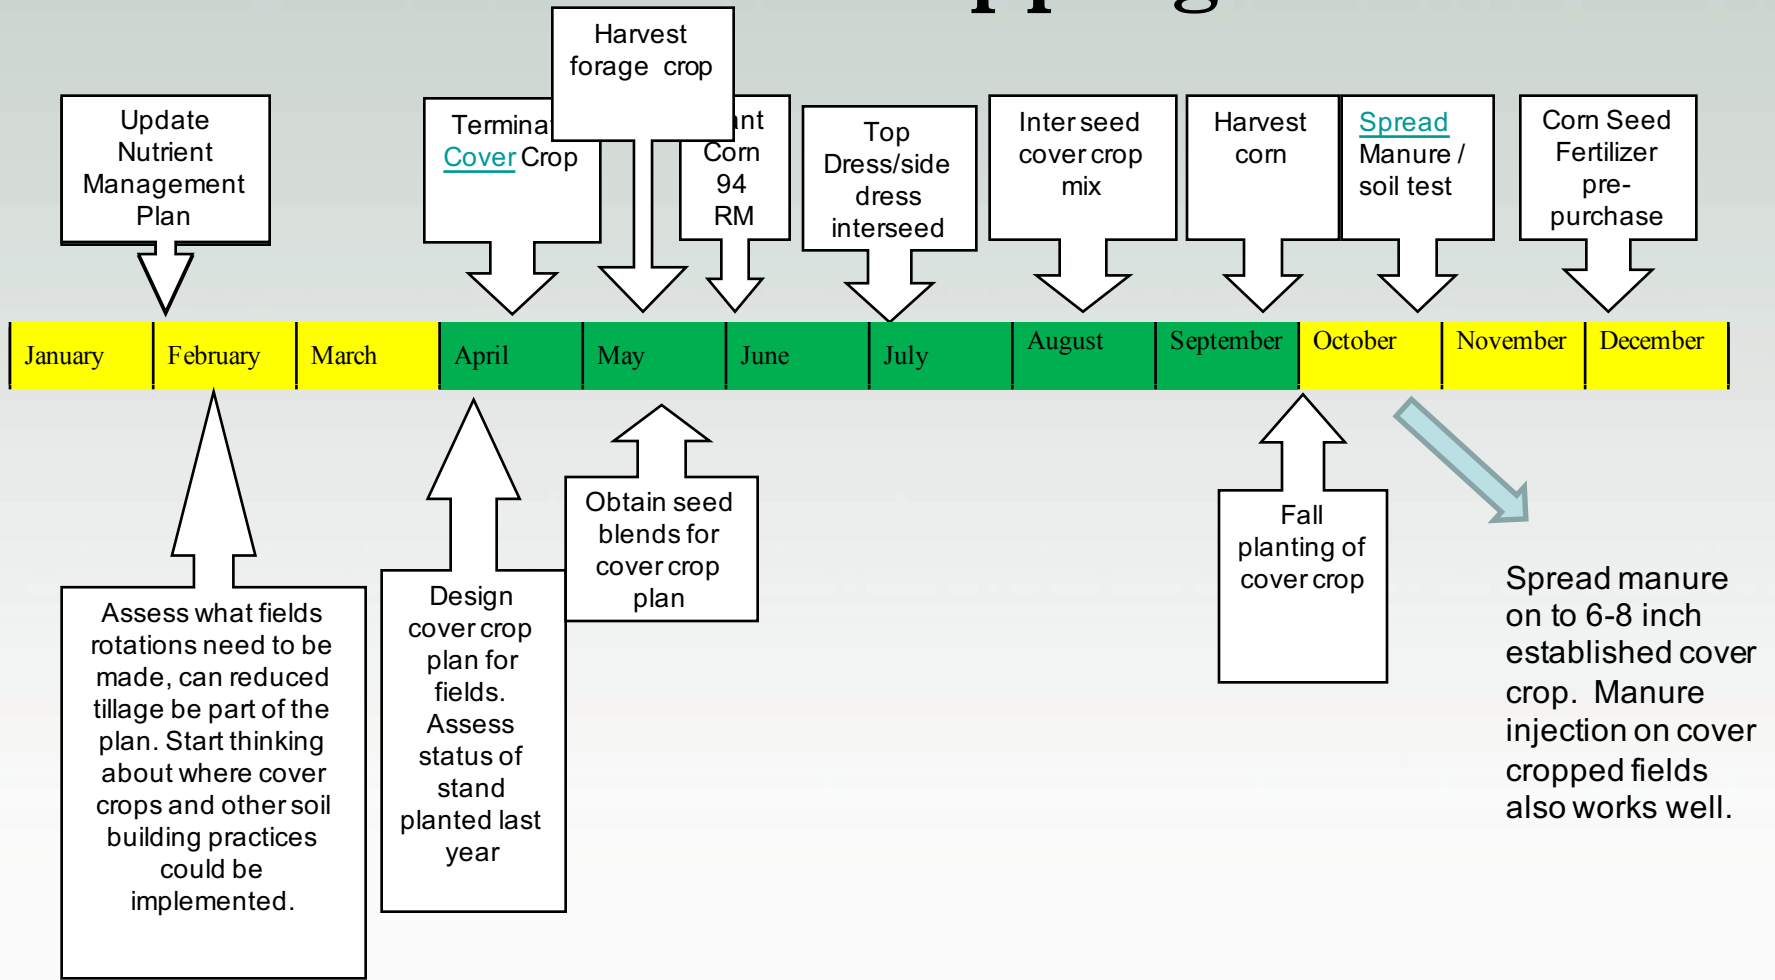 Harvest
forage crop
Update
Nutrient
Management
Plan
Cover Crop
Corn
94
RM
Top
Dress/side
dress
interseed
Inter seed
cover crop
mix
Harvest
corn
Spread
Manure /
soil test
Corn Seed
Fertilizer
pre-
purchase
January
February
March
April
May
June
July
August
September
October
November
December
Assess what fields
rotations need to be
made, can reduced
tillage be part of the
plan. Start thinking
about where cover
crops and other soil
building practices
could be
implemented.
Design
cover crop
plan for
fields.
Assess
status of
stand
planted last
year
Obtain seed
blends for
cover crop
plan
Fall
planting of
cover crop
Spread manure
on to 6-8 inch
established cover
crop. Manure
injection on cover
cropped fields
also works well.